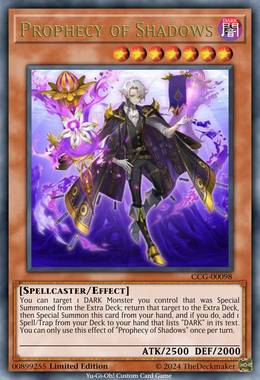 PROPHECY OF SHADOWS
DARK
闇
CCG-00098
[SPELLCASTER/EFFECT]
You can target 1 DARK Monster you control that was Special
Summoned from the Extra Deck; return that target to the Extra Deck,
then Special Summon this card from your hand, and if you do, add 1
Spell/Trap from your Deck to your hand that lists "DARK" in its text.
You can only use this effect of "Prophecy of Shadows" once per turn.
ATK/2500 DEF/2000
00899255 Limited Edition
© 2024TheDeckmaker
Yu-Gi-Oh! Custom Card Game